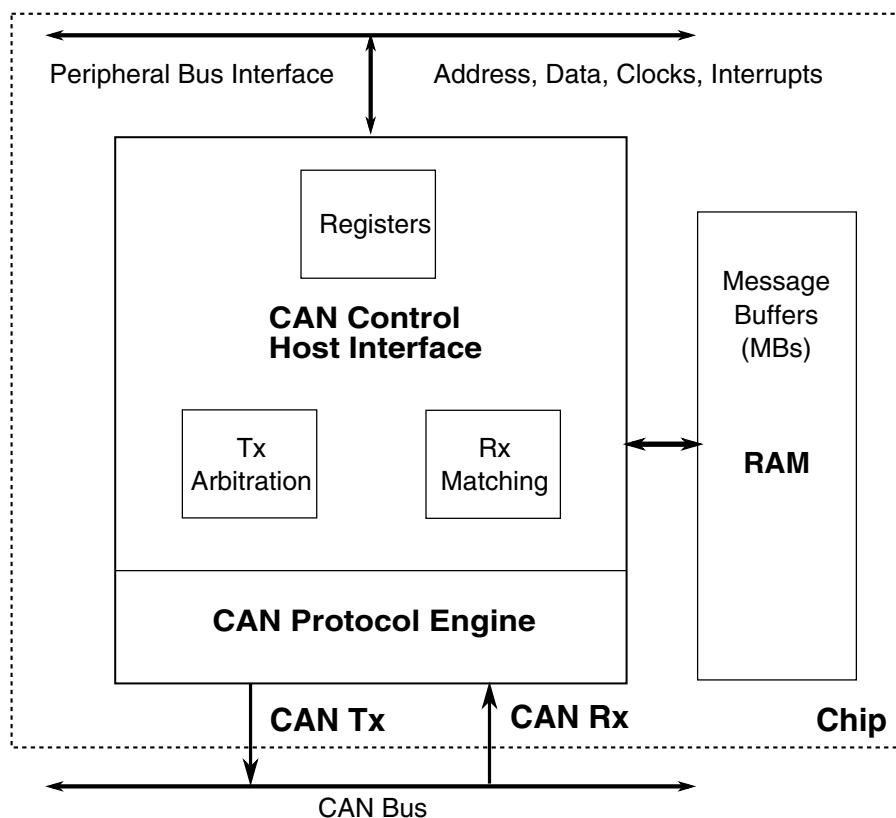 Peripheral Bus Interface
Address, Data, Clocks, Interrupts
Registers
CAN Control
Host Interface
Message
Buffers
(MBs)
Tx
Arbitration
Rx
Matching
RAM
CAN Protocol Engine
CAN Tx
CAN Rx
Chip
CAN Bus